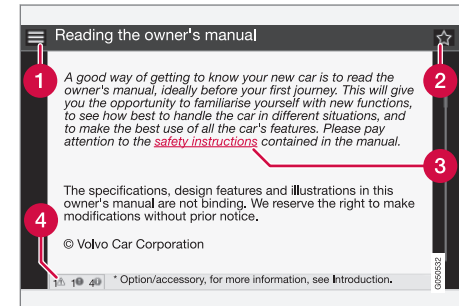 Reading the owner's manual
1
2
A good way of getting to know your new car is to read the
owner's manual, ideally before your first journey. This will give
you the opportunity to familiarise yourself with new functions,
to see how best to handle the car in different situations, and
to make the best use of all the car's features. Please pay
attention to the safety instructions contained in the manual.
3
The specifications, design features and illustrations in this
owner's manual are not binding. We reserve the right to make
modifications without prior notice.
4
© Volvo Car Corporation
1 1 4 * Option/accessory, for more information, see Introduction.
G050532